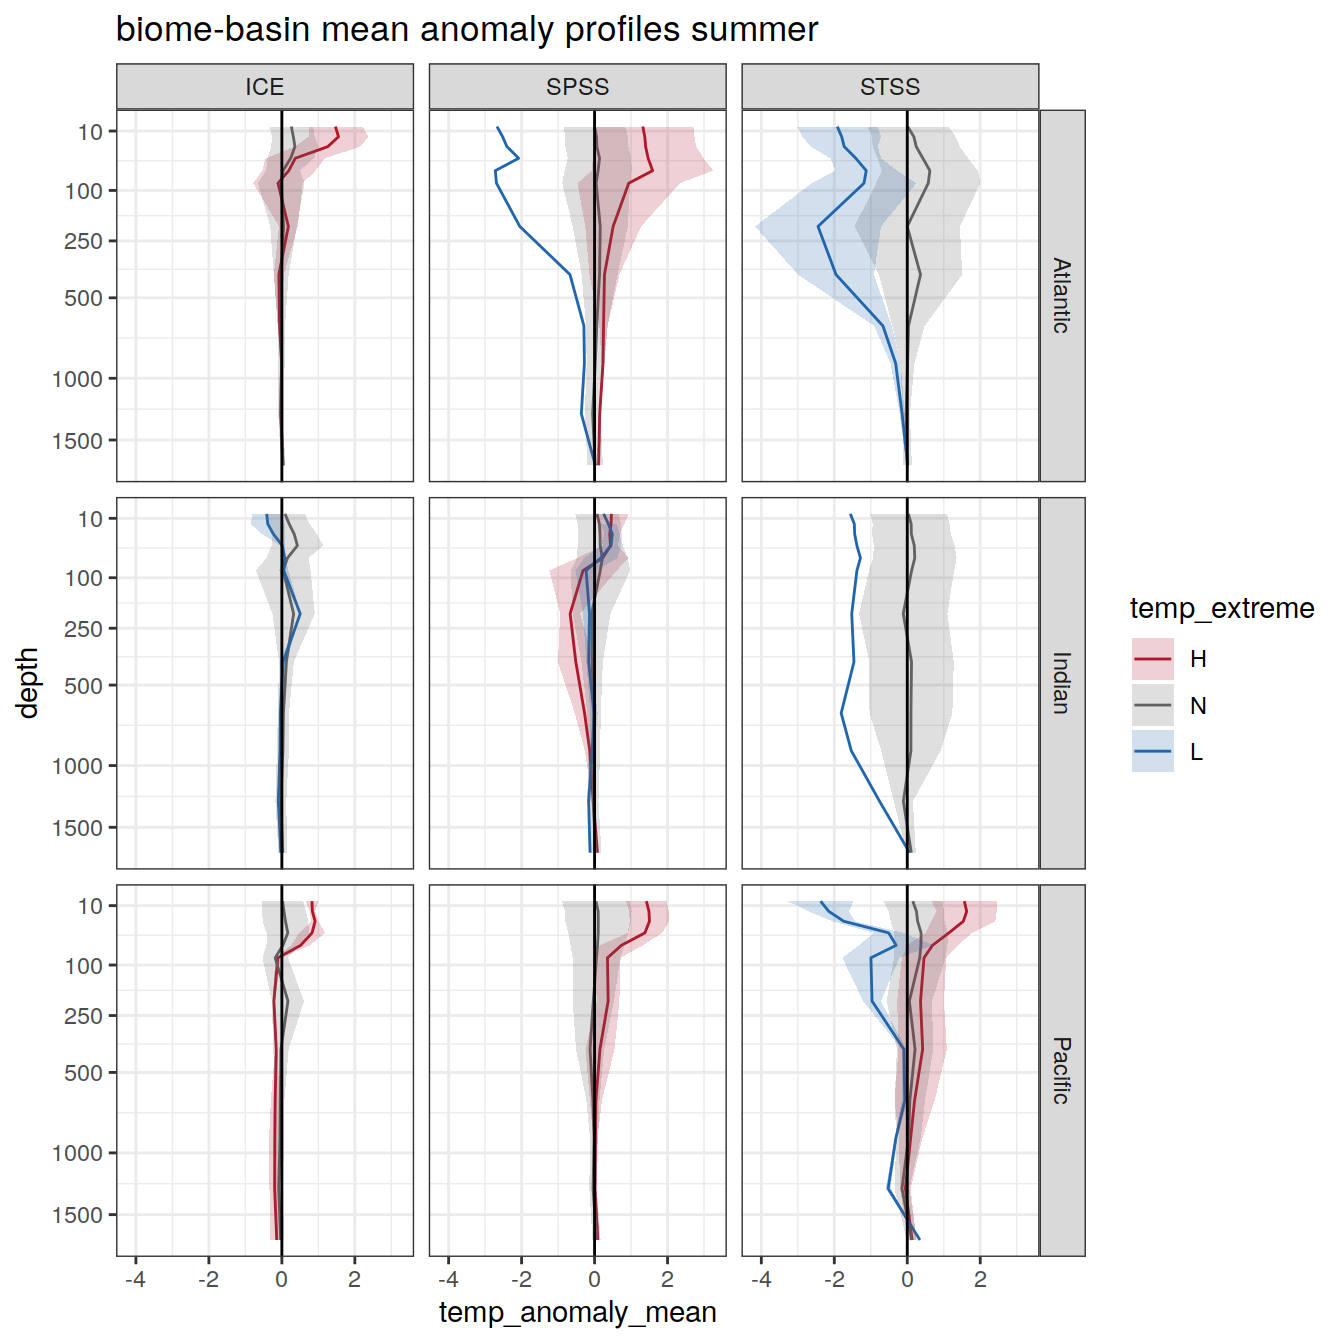 biome-basin mean anomaly profiles summer
ICE
SPSS
STSS
10
100
250
500
1000
1500
Atlantic
10
100
250
500
1000
1500
Indian
10
100
250
500
1000
1500
Pacific
depth
-4 -2 0 2
-4 -2 0 2
-4 -2 0 2
temp_anomaly_mean
temp_extreme
H
N
L